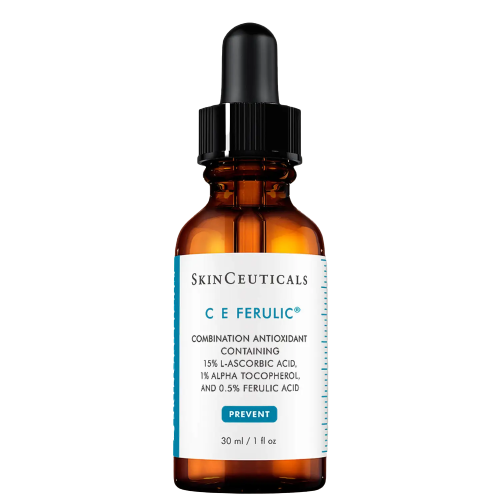 SKINCEUTICALS
C E FERULIC®
COMBINATION ANTIOXIDANT
CONTAINING
15% L-ASCORBIC ACID,
1% ALPHA TOCOPHEROL,
AND 0.5% FERULIC ACID
PREVENT
30 ml / 1 fl oz